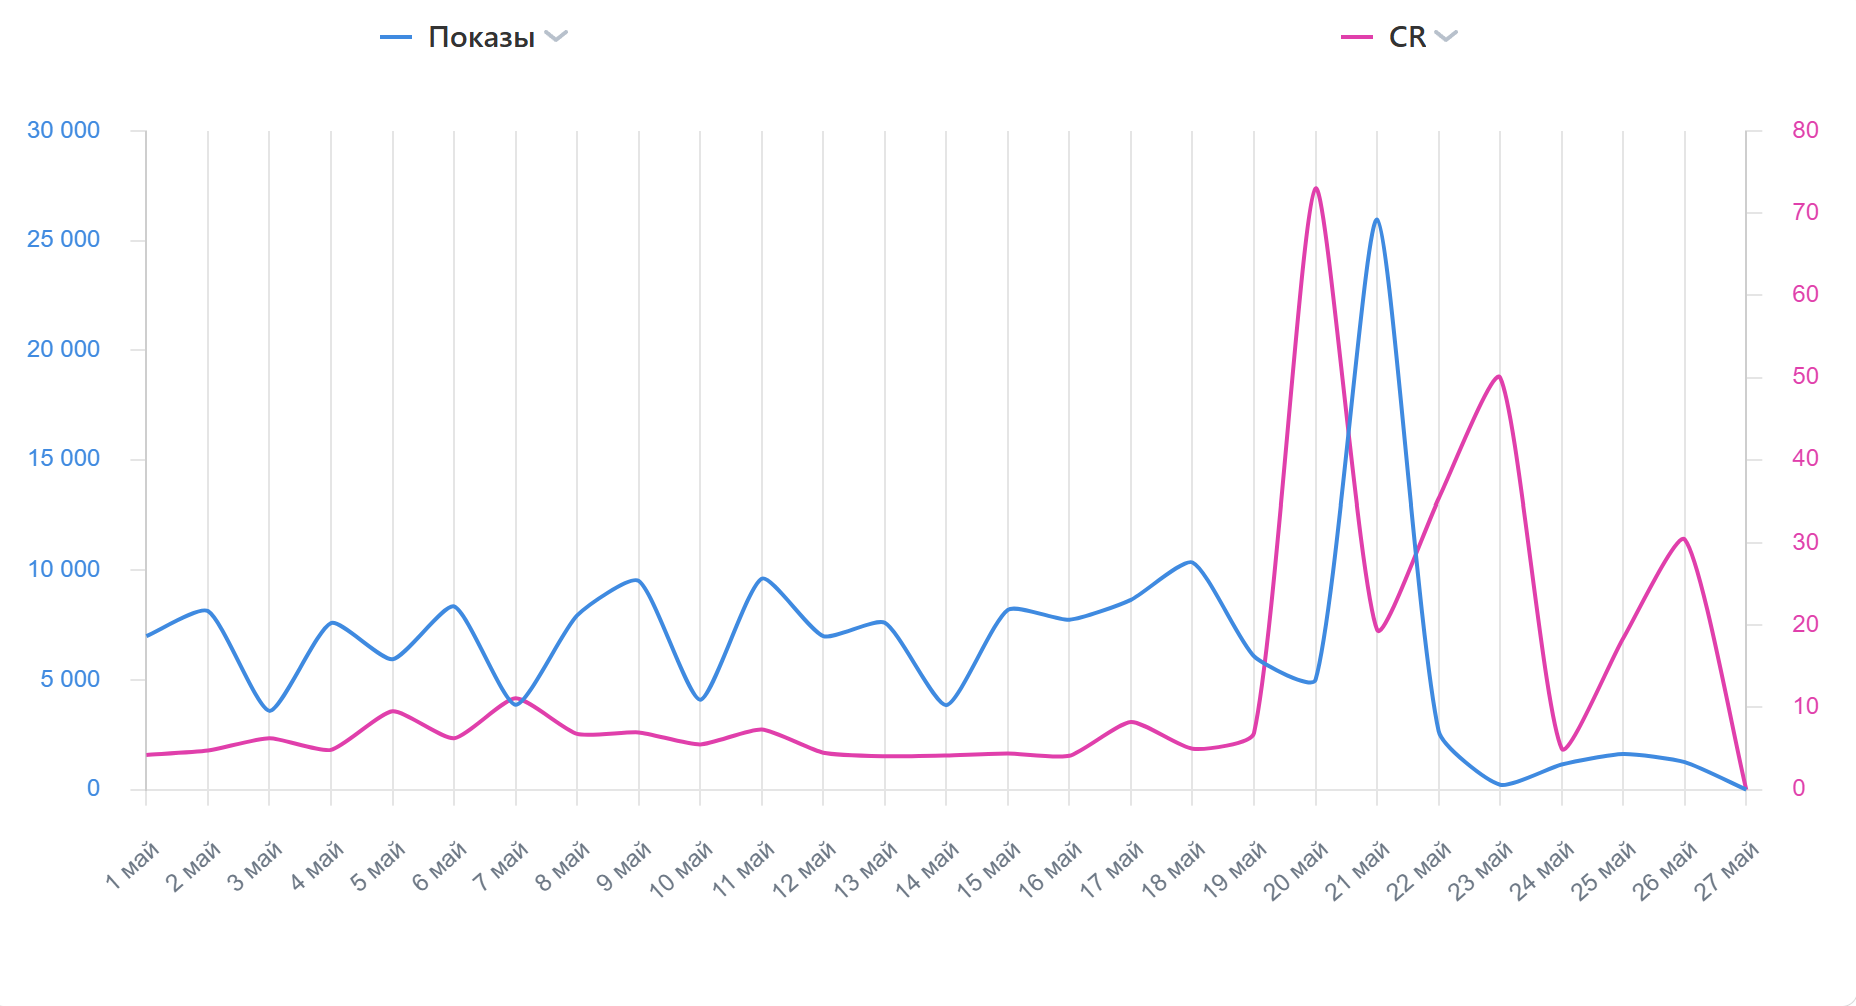 Показы CR
30 000
25 000
20 000
15 000
10 000
5 000
0
80
70
60
50
40
30
20
10
0
1 май
2 май
3 май
4 май
5 май
6 май
7 май
8 май
9 май
10 май
11 май
12 май
13 май
14 май
15 май
16 май
17 май
18 май
19 май
20 май
21 май
22 май
23 май
24 май
25 май
26 май
27 май